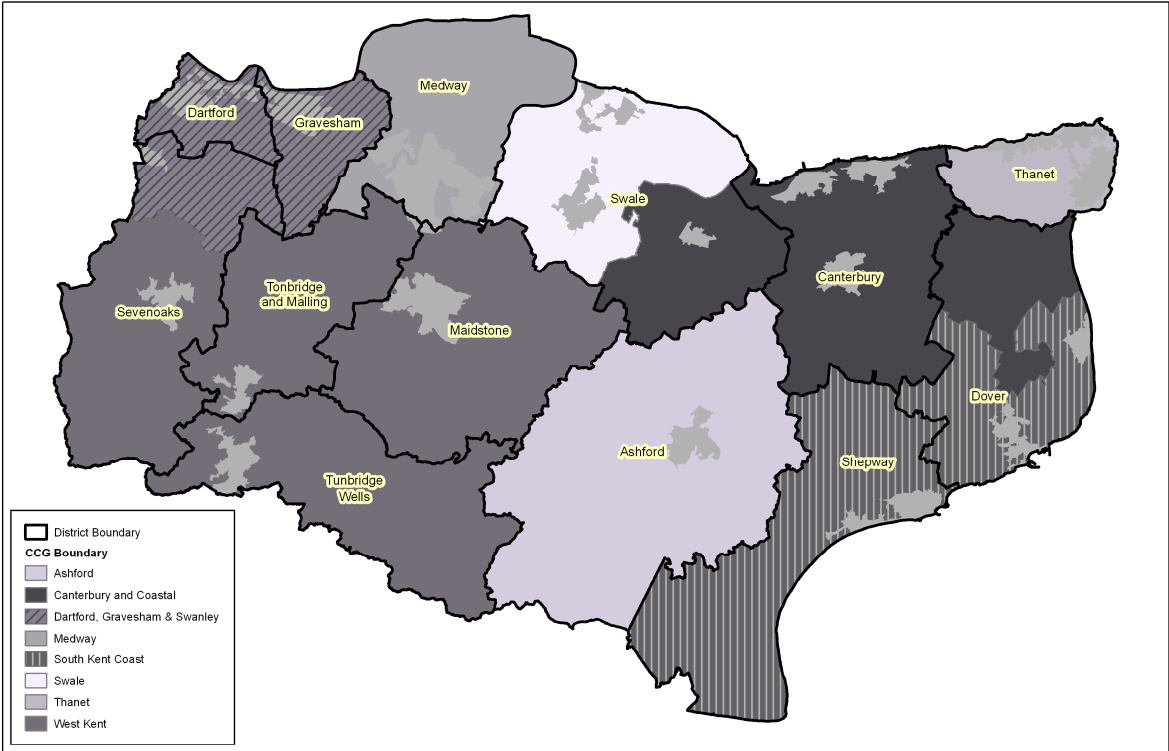 Medway
Dartford
Gravesham
Thanet
Swale
Canterbury
Tonbridge
and Malling
Sevenoaks
Maidstone
Dover
Ashford
Shepway
Tunbridge
Wells
District Boundary
CCG Boundary
Ashford
Canterbury and Coastal
Dartford, Gravesham & Swanley
Medway
South Kent Coast
Swale
Thanet
West Kent